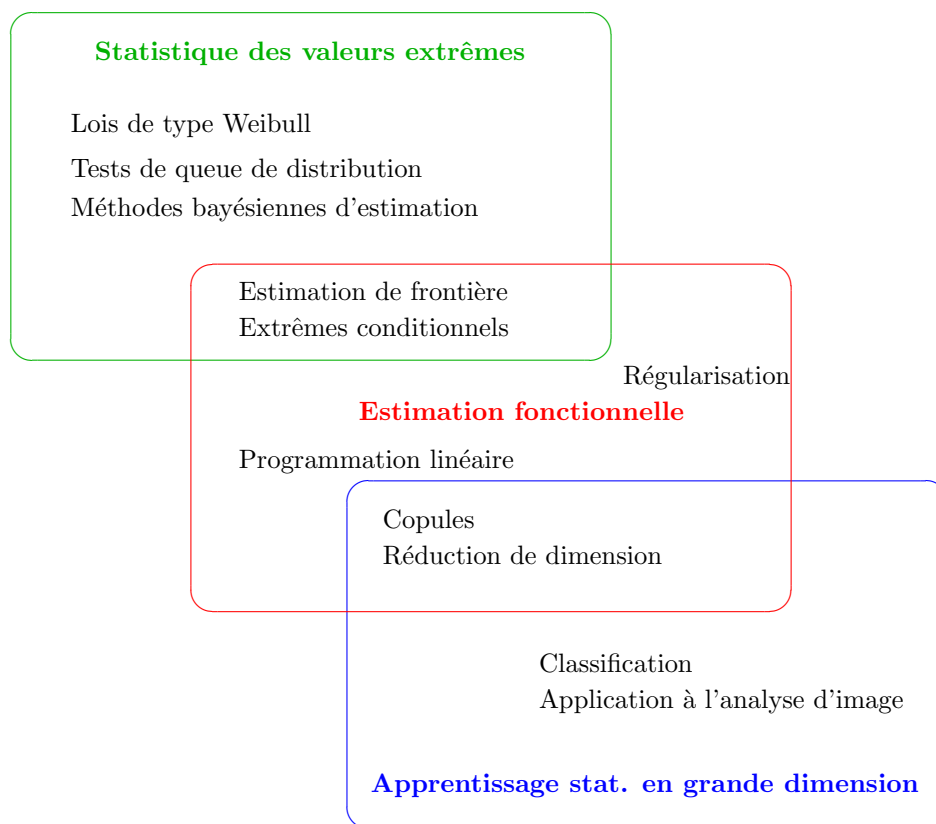 Statistique des valeurs extrêmes
Lois de type Weibull
Tests de queue de distribution
Méthodes bayésiennes d'estimation
Estimation de frontière
Extrêmes conditionnels
Régularisation
Estimation fonctionnelle
Programmation linéaire
Copules
Réduction de dimension
Classification
Application à l'analyse d'image
Apprentissage stat. en grande dimension